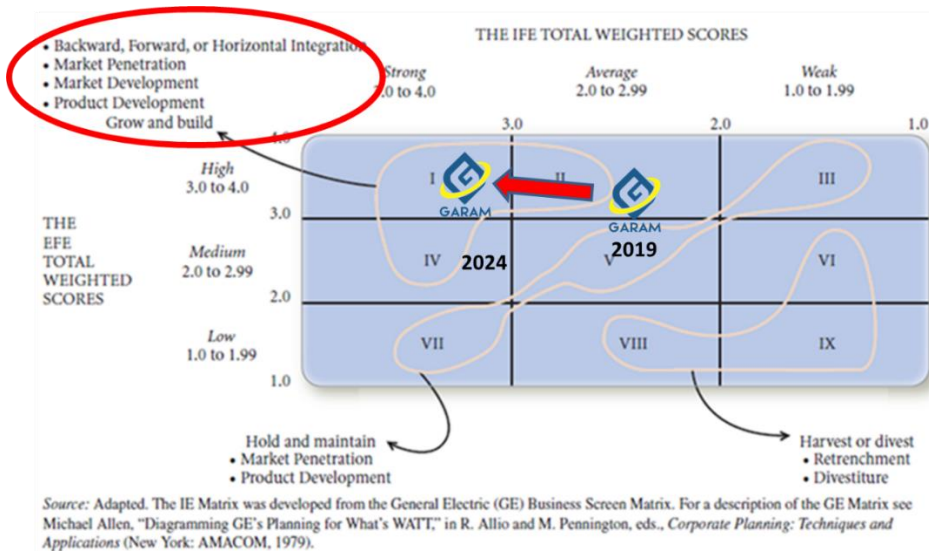 • Backward, Forward, or Horizontal Integration
• Market Penetration
• Market Development
• Product Development
Grow and build
THE IFE TOTAL WEIGHTED SCORES
Strong
3.0 to 4.0
Average
2.0 to 2.99
Weak
1.0 to 1.99
4.0
3.0
2.0
1.0
THE
EFE
TOTAL
WEIGHTED
SCORES
High
3.0 to 4.0
I
GARAM
II
GARAM
III
3.0
Medium
2.0 to 2.99
IV
2024
V
2019
VI
2.0
Low
1.0 to 1.99
VII
VIII
IX
1.0
Hold and maintain
• Market Penetration
• Product Development
Harvest or divest
• Retrenchment
• Divestiture
Source: Adapted. The IE Matrix was developed from the General Electric (GE) Business Screen Matrix. For a description of the GE Matrix see
Michael Allen, “Diagramming GE’s Planning for What’s WATT,” in R. Allio and M. Pennington, eds., Corporate Planning: Techniques and
Applications (New York: AMACOM, 1979).